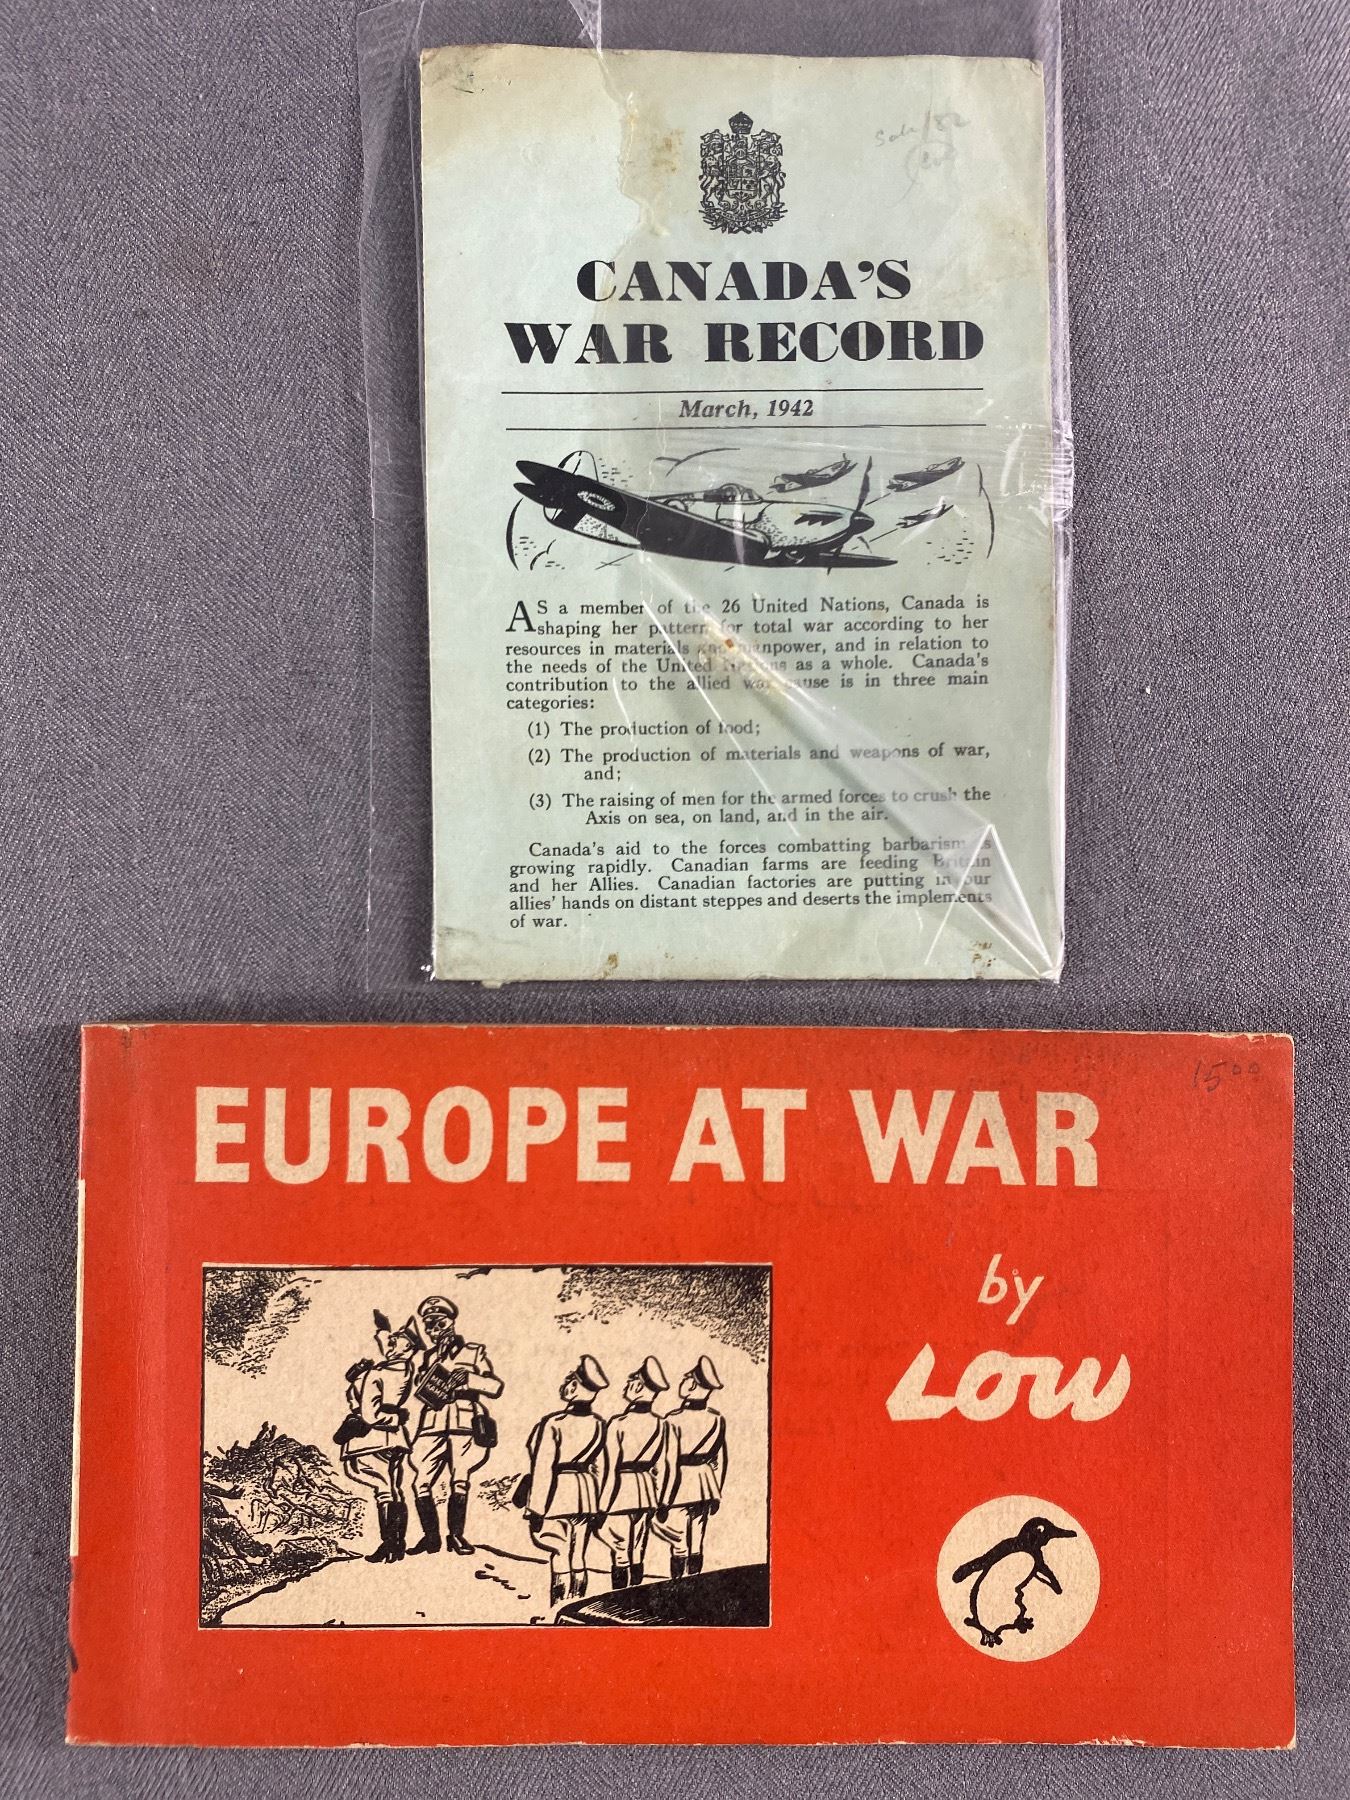 CANADA'S
WAR RECORD
March, 1942
AS a member of the 26 United Nations, Canada is
shaping her pattern for total war according to her
resources in materials and manpower, and in relation to
the needs of the United Nations as a whole. Canada's
contribution to the allied war cause is in three main
categories:
(1) The production of food;
(2) The production of materials and weapons of war,
and;
(3) The raising of men for the armed forces to crush the
Axis on sea, on land, and in the air.
Canada's aid to the forces combatting barbarism is
growing rapidly. Canadian farms are feeding Britain
and her Allies. Canadian factories are putting in our
allies' hands on distant steppes and deserts the implements
of war.
15.00
EUROPE AT WAR
by
LOW